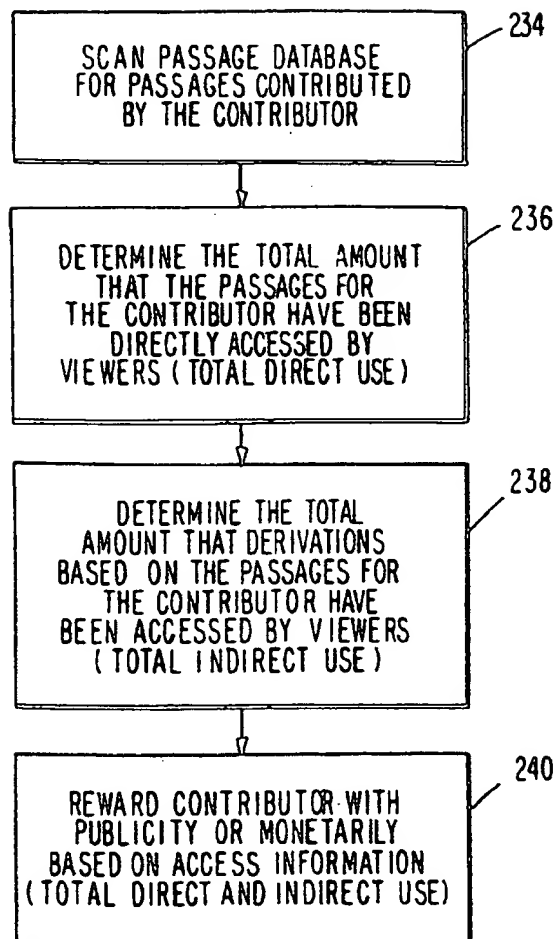 234
SCAN PASSAGE DATABASE
FOR PASSAGES CONTRIBUTED
BY THE CONTRIBUTOR
236
DETERMINE THE TOTAL AMOUNT
THAT THE PASSAGES FOR
THE CONTRIBUTOR HAVE BEEN
DIRECTLY ACCESSED BY
VIEWERS (TOTAL DIRECT USE)
238
DETERMINE THE TOTAL
AMOUNT THAT DERIVATIONS
BASED ON THE PASSAGES FOR
THE CONTRIBUTOR HAVE
BEEN ACCESSED BY VIEWERS
(TOTAL INDIRECT USE)
240
REWARD CONTRIBUTOR WITH
PUBLICITY OR MONETARILY
BASED ON ACCESS INFORMATION
(TOTAL DIRECT AND INDIRECT USE)